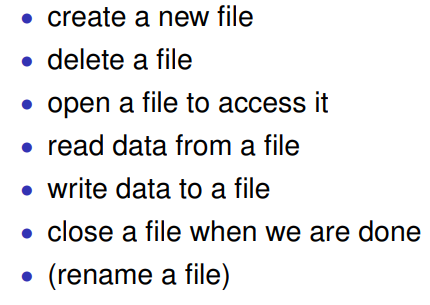 • create a new file
• delete a file
• open a file to access it
• read data from a file
• write data to a file
• close a file when we are done
• (rename a file)